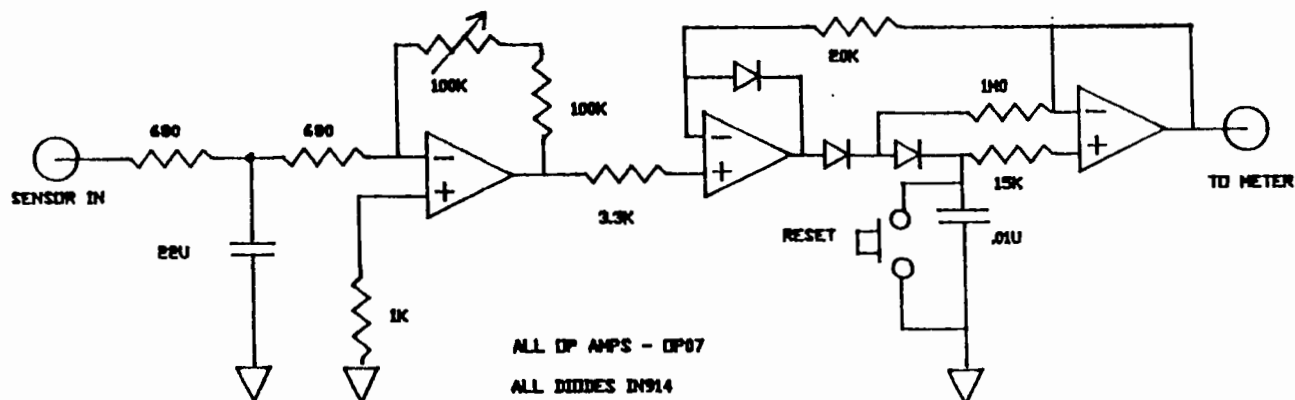 100K
20K
100K
1M0
680
680
SENSOR IN
3.3K
15K
TO METER
22U
RESET
.01U
1K
ALL OP AMPS - OP07
ALL DIODES IN914